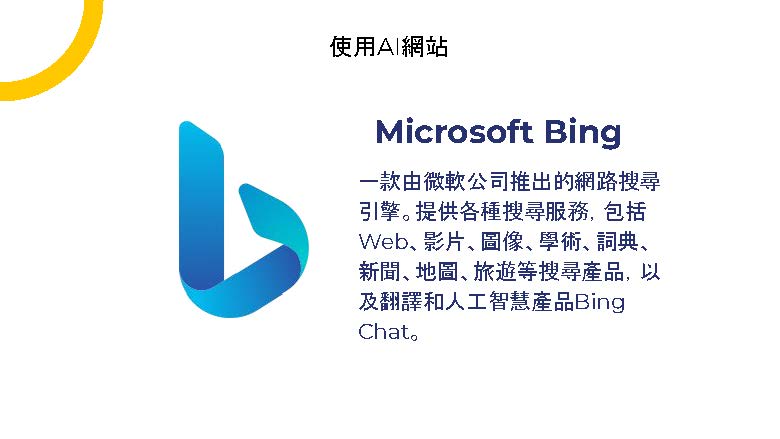 使用AI網站
Microsoft Bing
一款由微軟公司推出的網路搜尋
引擎。提供各種搜尋服務，包括
Web、影片、圖像、學術、詞典、
新聞、地圖、旅遊等搜尋產品，以
及翻譯和人工智慧產品Bing
Chat。